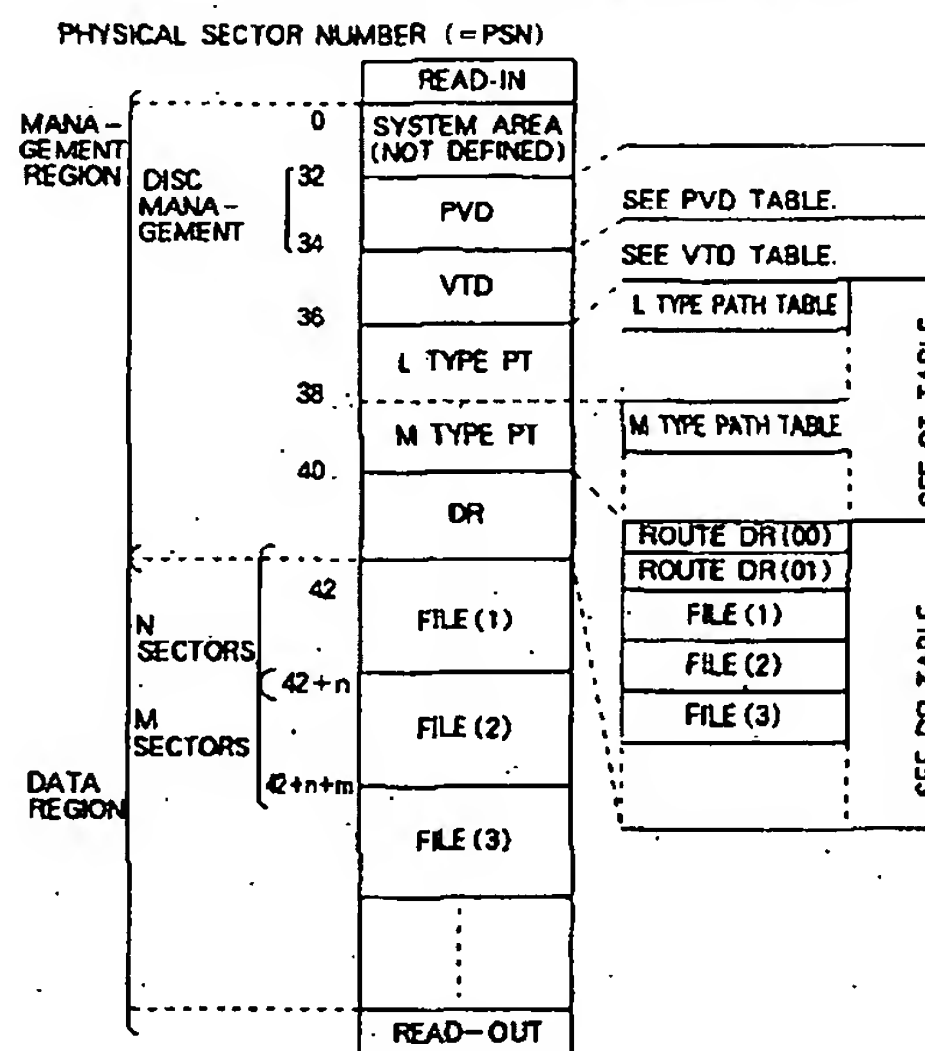 PHYSICAL SECTOR NUMBER (=PSN)
READ-IN
MANA-
GEMENT
REGION
0
SYSTEM AREA
(NOT DEFINED)
DISC
MANA-
GEMENT
32
PVD
SEE PVD TABLE.
34
VTD
SEE VTD TABLE.
36
L TYPE PT
L TYPE PATH TABLE
38
M TYPE PT
M TYPE PATH TABLE
40
DR
ROUTE DR(00)
ROUTE DR(01)
FILE(1)
FILE(2)
FILE(3)
42
N
SECTORS
FILE(1)
42+n
M
SECTORS
FILE(2)
42+n+m
DATA
REGION
FILE(3)
READ-OUT